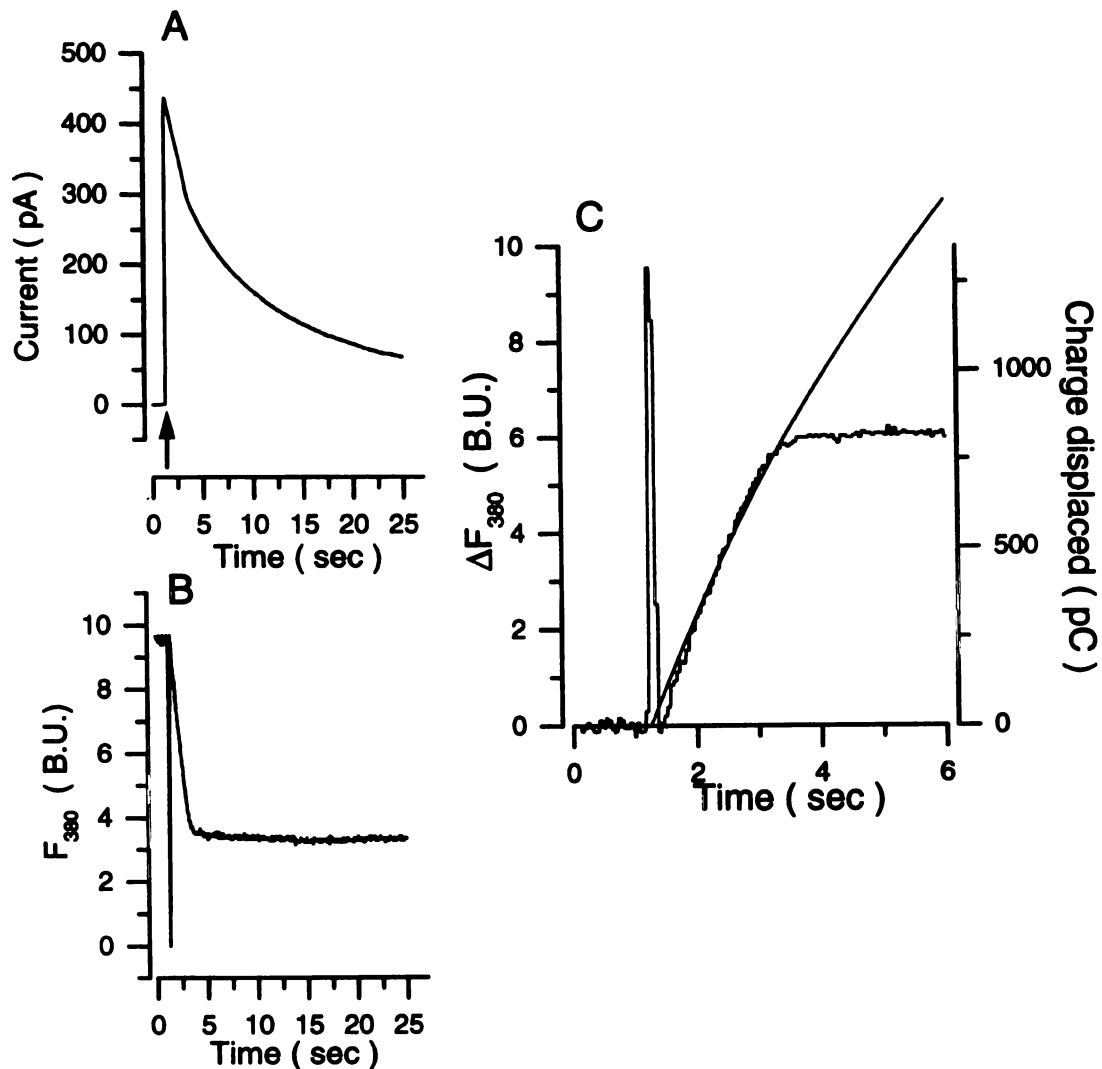 A
500
400
300
200
100
0
Current ( pA )
0 5 10 15 20 25
Time ( sec )
B
10
8
6
4
2
0
F380 ( B.U.)
0 5 10 15 20 25
Time ( sec )
C
10
8
6
4
2
0
ΔF380 ( B.U.)
1000
500
0
Charge displaced ( pC )
0 2 4 6
Time ( sec )